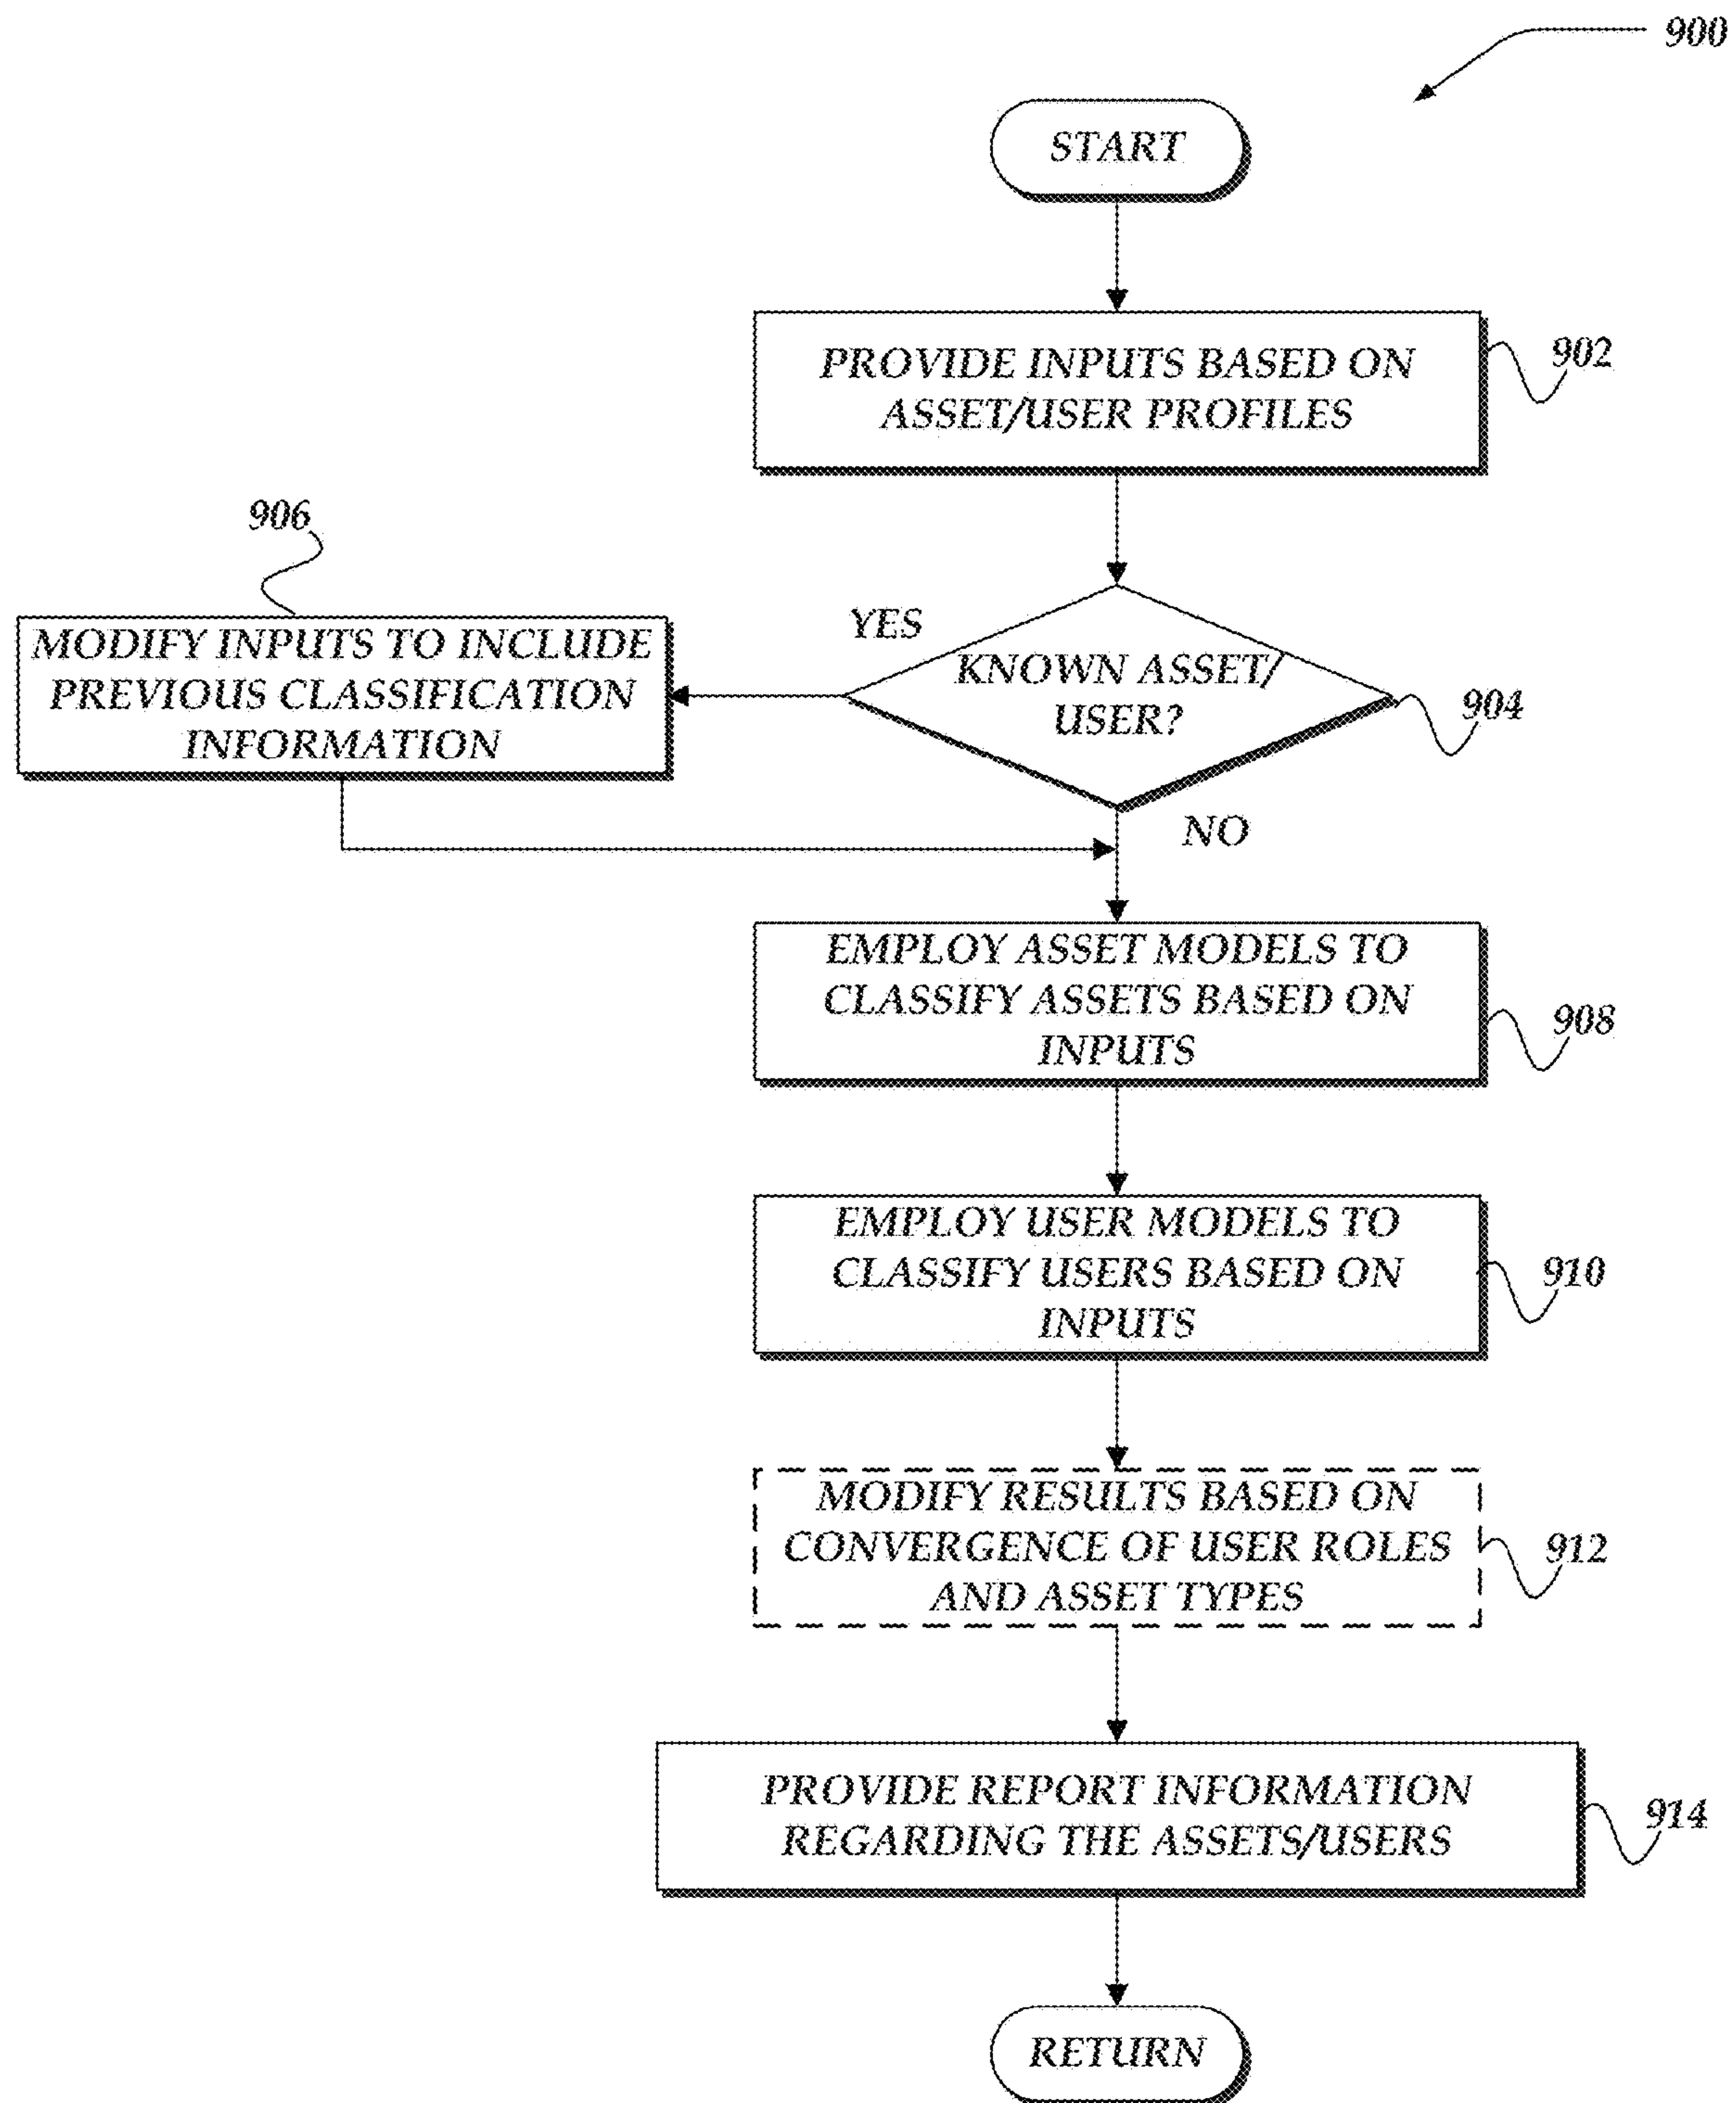 900
START
PROVIDE INPUTS BASED ON
ASSET/USER PROFILES
902
906
YES
MODIFY INPUTS TO INCLUDE
PREVIOUS CLASSIFICATION
INFORMATION
KNOWN ASSET/
USER?
904
NO
EMPLOY ASSET MODELS TO
CLASSIFY ASSETS BASED ON
INPUTS
908
EMPLOY USER MODELS TO
CLASSIFY USERS BASED ON
INPUTS
910
MODIFY RESULTS BASED ON
CONVERGENCE OF USER ROLES
AND ASSET TYPES
912
PROVIDE REPORT INFORMATION
REGARDING THE ASSETS/USERS
914
RETURN